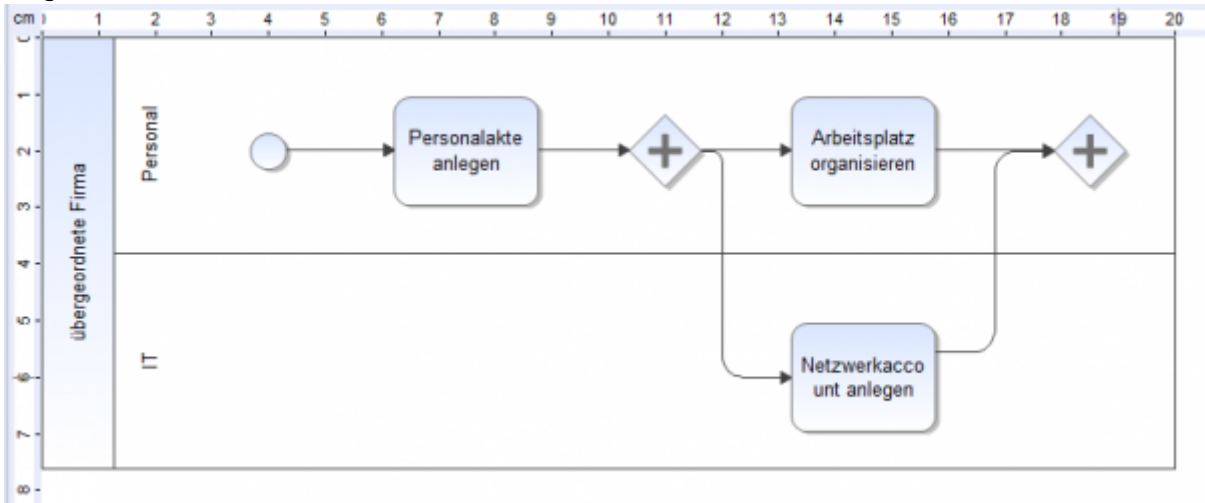 cm 0 1 2 3 4 5 6 7 8 9 10 11 12 13 14 15 16 17 18 19 20
1
2
3
4
5
6
7
8
übergeordnete Firma
Personal
Personalakte
anlegen
Arbeitsplatz
organisieren
IT
Netzwerkacco
unt anlegen